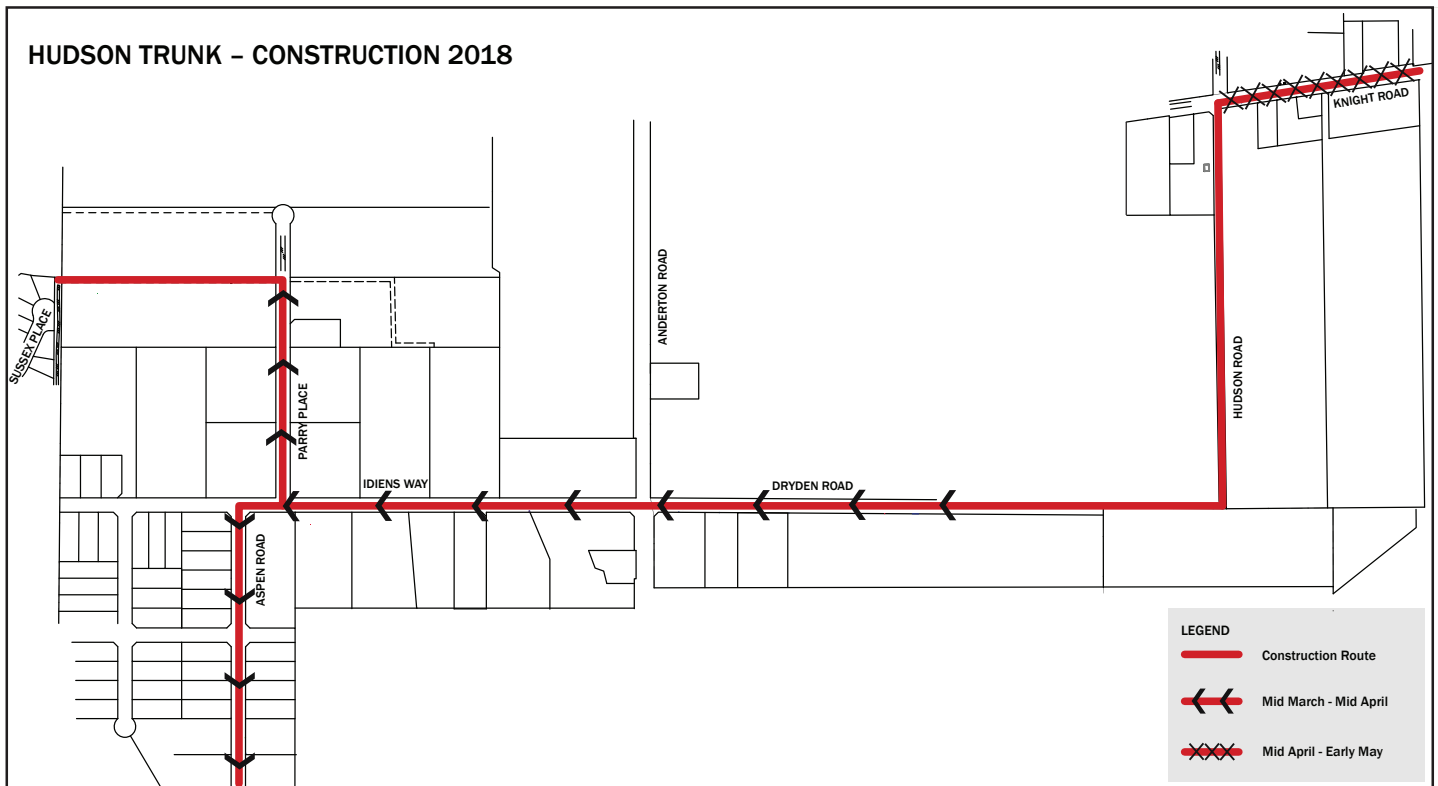 HUDSON TRUNK – CONSTRUCTION 2018
KNIGHT ROAD
ANDERTON ROAD
SUSSEX PLACE
HUDSON ROAD
PARRY PLACE
IDIENS WAY
DRYDEN ROAD
ASPEN ROAD
LEGEND
Construction Route
Mid March - Mid April
Mid April - Early May